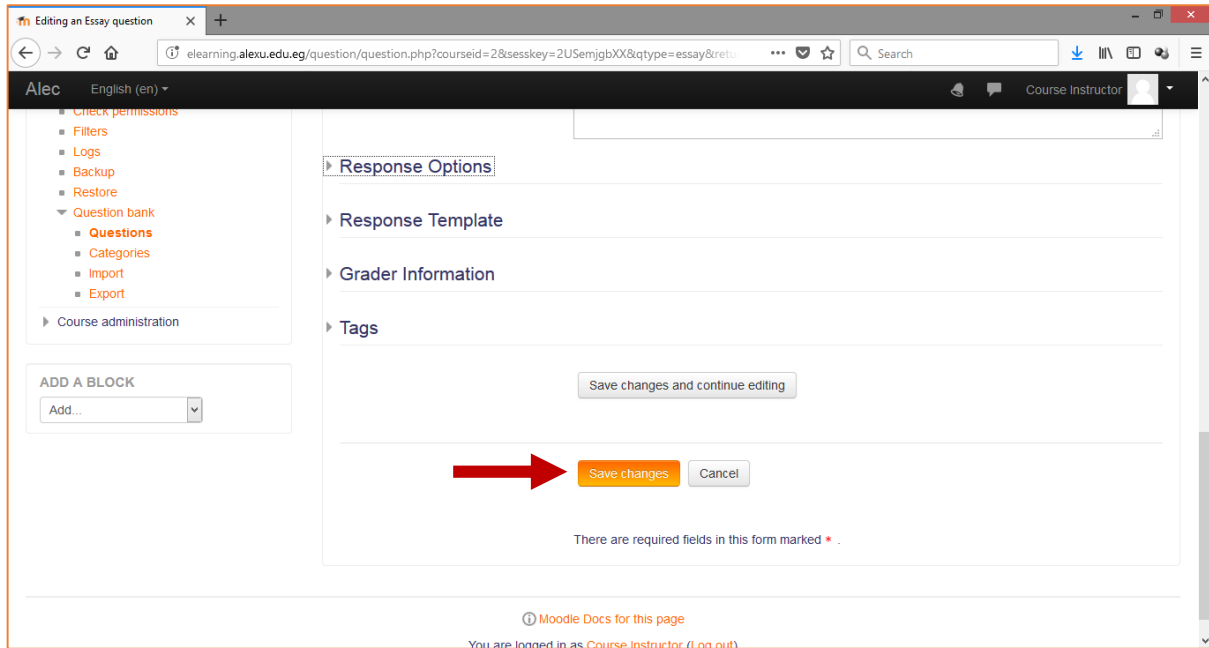 Editing an Essay question
elearning.alexu.edu.eg/question/question.php?courseid=2&sesskey=2USemjgbXX&qtype=essay&retu
Search
Alec English (en)
Course Instructor
Check permissions
Filters
Logs
Backup
Restore
Question bank
Questions
Categories
Import
Export
Course administration
ADD A BLOCK
Add...
Response Options
Response Template
Grader Information
Tags
Save changes and continue editing
Save changes
Cancel
There are required fields in this form marked * .
Moodle Docs for this page
You are logged in as Course Instructor (Log out)